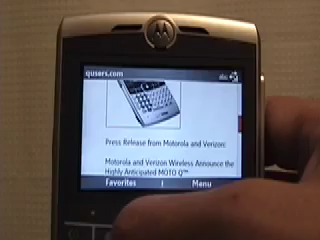 qusers.com
abc
Press Release from Motorola and Verizon:
Motorola and Verizon Wireless Announce the
Highly Anticipated MOTO Q™
Favorites Menu